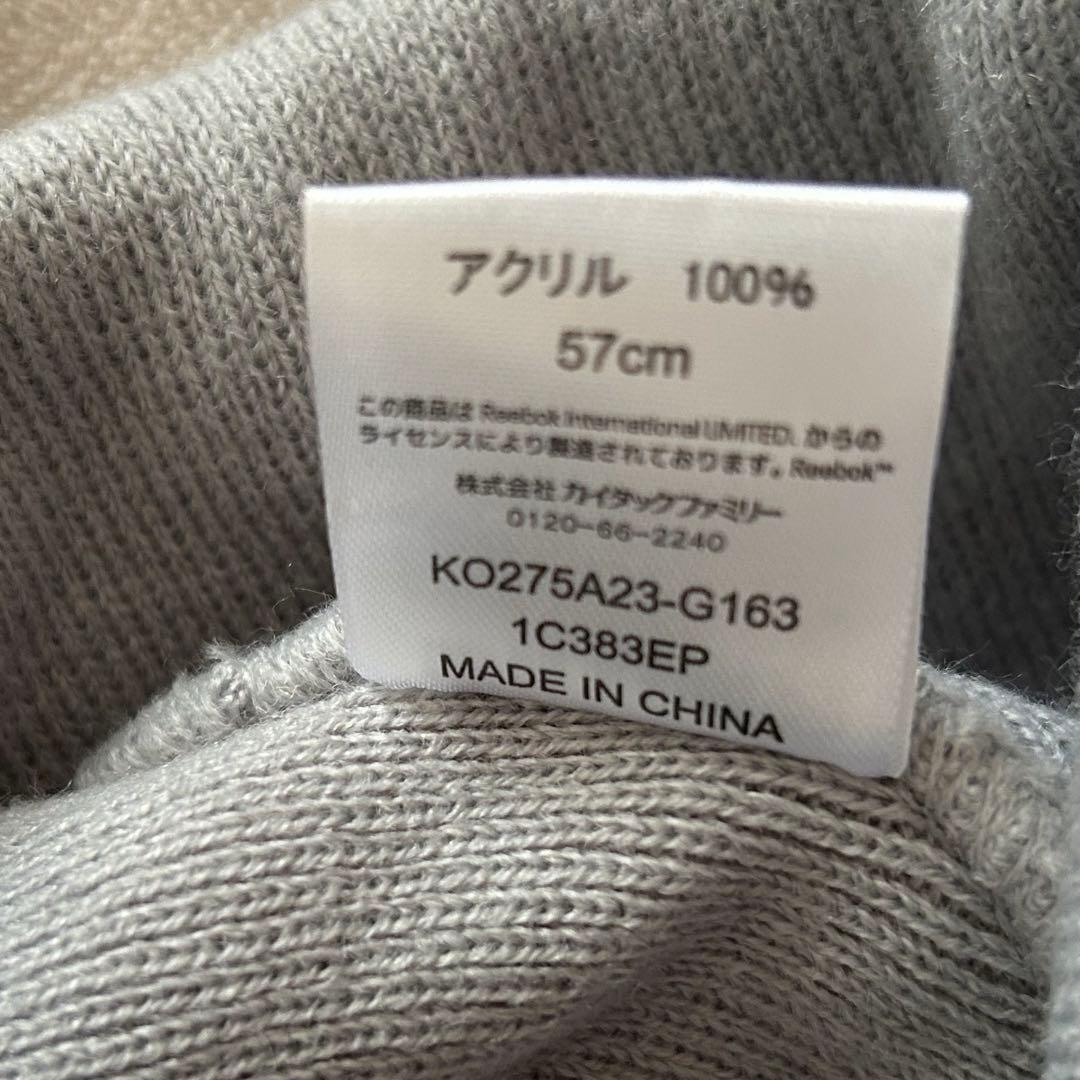 アクリル 100%
57cm
この商品は Reebok International LIMITED. からの
ライセンスにより製造されております。Reebok™
株式会社 カイタックファミリー
0120-66-2240
KO275A23-G163
1C383EP
MADE IN CHINA